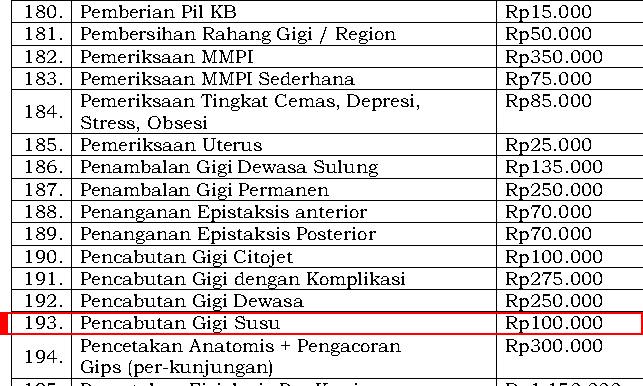 180. Pemberian Pil KB Rp15.000
181. Pembersihan Rahang Gigi / Region Rp50.000
182. Pemeriksaan MMPI Rp350.000
183. Pemeriksaan MMPI Sederhana Rp75.000
184. Pemeriksaan Tingkat Cemas, Depresi, Rp85.000
Stress, Obsesi
185. Pemeriksaan Uterus Rp25.000
186. Penambalan Gigi Dewasa Sulung Rp135.000
187. Penambalan Gigi Permanen Rp250.000
188. Penanganan Epistaksis anterior Rp70.000
189. Penanganan Epistaksis Posterior Rp70.000
190. Pencabutan Gigi Citojet Rp100.000
191. Pencabutan Gigi dengan Komplikasi Rp275.000
192. Pencabutan Gigi Dewasa Rp250.000
193. Pencabutan Gigi Susu Rp100.000
194. Pencetakan Anatomis + Pengacoran Rp300.000
Gips (per-kunjungan)